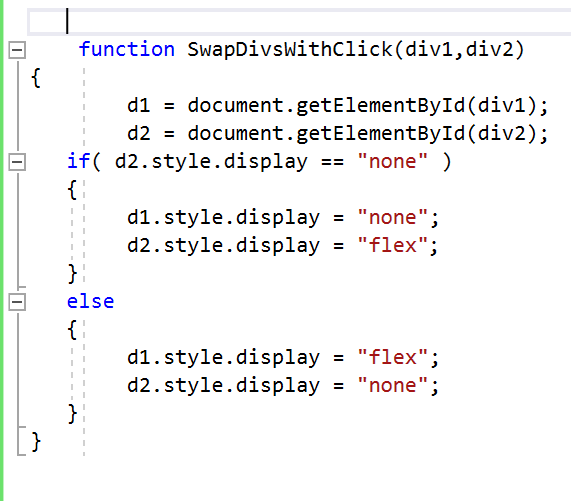 function SwapDivsWithClick(div1,div2)
{
d1 = document.getElementById(div1);
d2 = document.getElementById(div2);
if( d2.style.display == "none" )
{
d1.style.display = "none";
d2.style.display = "flex";
}
else
{
d1.style.display = "flex";
d2.style.display = "none";
}
}